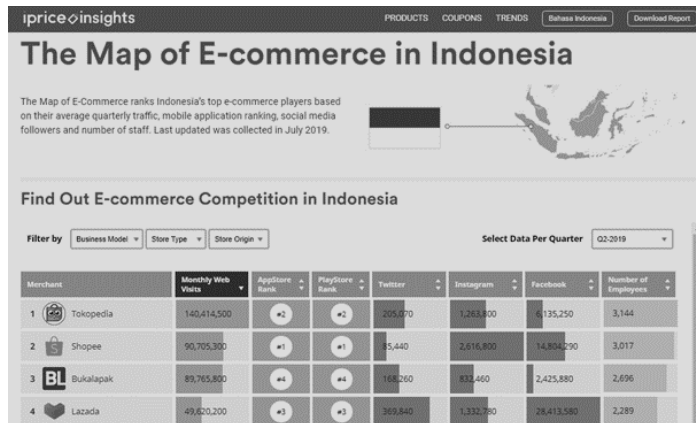 iprice insights PRODUCTS COUPONS TRENDS Bahasa Indonesia Download Report
The Map of E-commerce in Indonesia
The Map of E-Commerce ranks Indonesia's top e-commerce players based
on their average quarterly traffic, mobile application ranking, social media
followers and number of staff. Last updated was collected in July 2019.
Find Out E-commerce Competition in Indonesia
Filter by Business Model Store Type Store Origin Select Data Per Quarter Q2-2019
Merchant Monthly Web Visits AppStore Rank PlayStore Rank Twitter Instagram Facebook Number of Employees
1 Tokopedia 140,414,500 #2 #2 205,070 1,263,800 6,135,250 3,144
2 Shopee 90,705,300 #1 #1 85,440 2,616,800 14,804,290 3,017
3 BL Bukalapak 89,765,800 #4 #4 168,260 832,460 2,425,880 2,696
4 Lazada 49,620,200 #3 #3 369,840 1,332,780 28,413,580 2,289